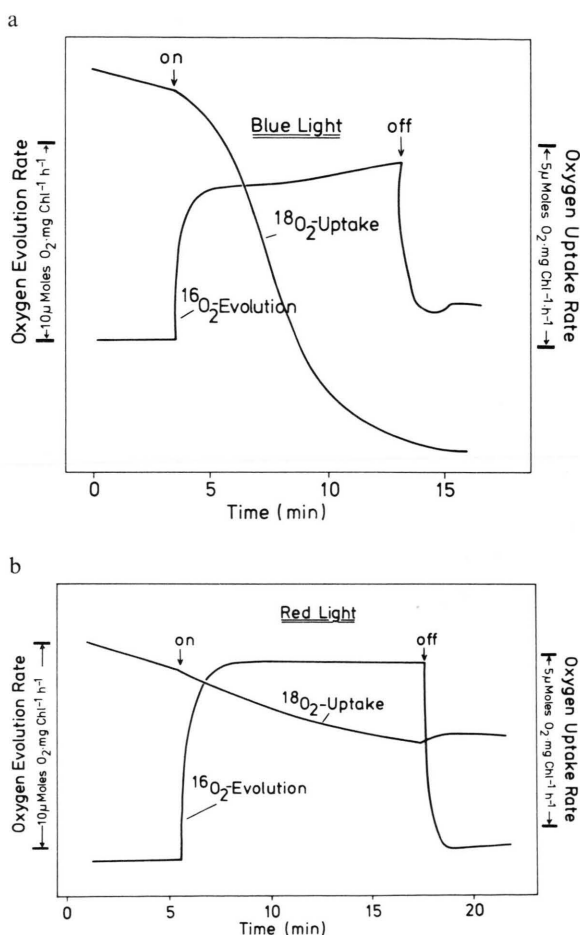 a
on
Blue Light
off
Oxygen Evolution Rate
10μ Moles O₂·mg Chl⁻¹ h⁻¹
¹⁸O₂-Uptake
¹⁶O₂-Evolution
Oxygen Uptake Rate
5μ Moles O₂·mg Chl⁻¹·h⁻¹
0 5 10 15
Time (min)
b
Red Light
on
off
Oxygen Evolution Rate
10μ Moles O₂·mg Chl⁻¹ h⁻¹
¹⁸O₂-Uptake
¹⁶O₂-Evolution
Oxygen Uptake Rate
5μ Moles O₂·mg Chl⁻¹ h⁻¹
0 5 10 15 20
Time (min)